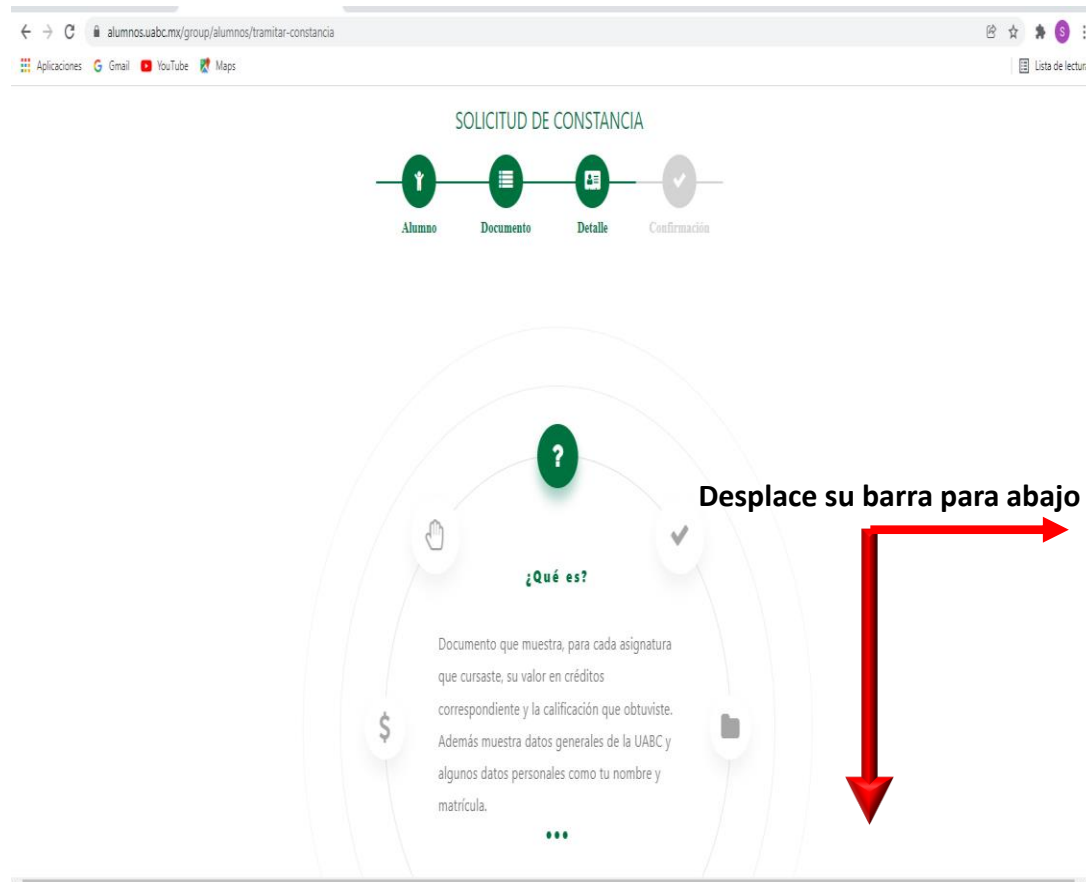 alumnos.uabc.mx/group/alumnos/tramitar-constancia
S
Aplicaciones G Gmail YouTube Maps Lista de lectura
SOLICITUD DE CONSTANCIA
Alumno Documento Detalle Confirmación
?
Desplace su barra para abajo
¿Qué es?
Documento que muestra, para cada asignatura
que cursaste, su valor en créditos
correspondiente y la calificación que obtuviste.
$
Además muestra datos generales de la UABC y
algunos datos personales como tu nombre y
matrícula.
•••